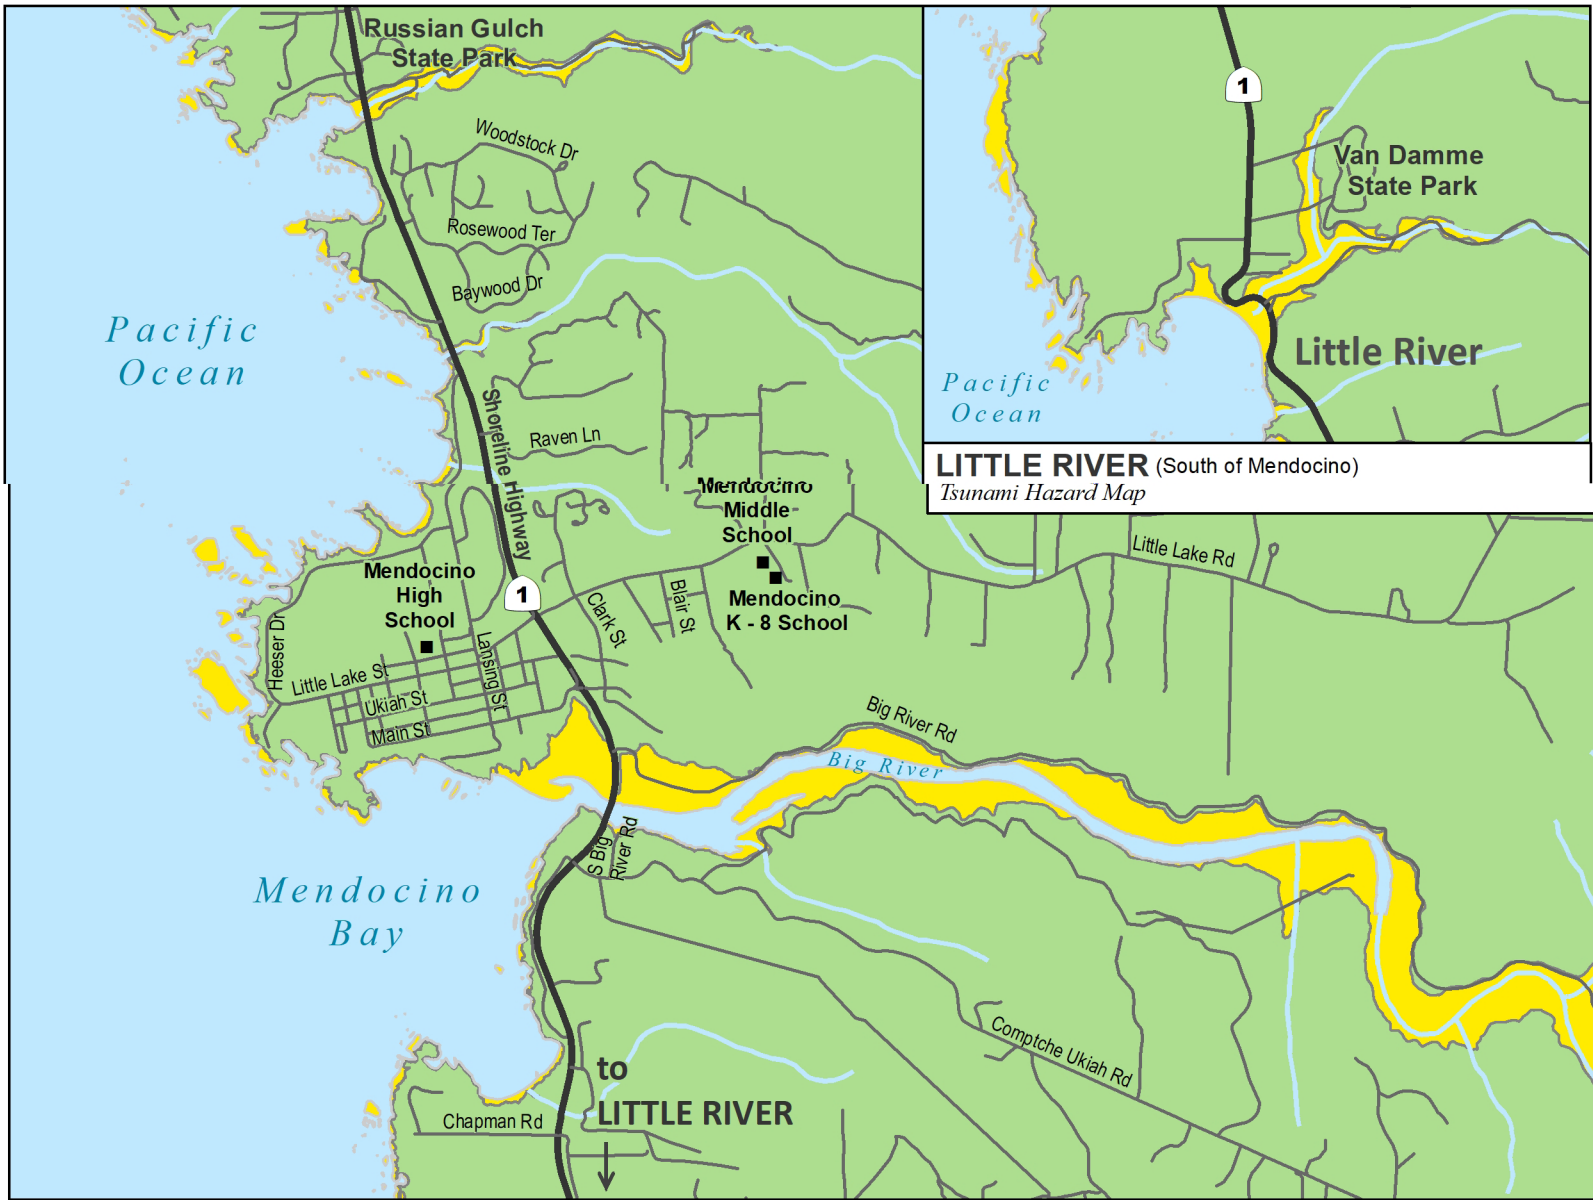 Russian Gulch
State Park
Woodstock Dr
Rosewood Ter
Baywood Dr
Pacific
Ocean
Shoreline Highway
Raven Ln
1
Van Damme
State Park
Little River
Pacific
Ocean
LITTLE RIVER (South of Mendocino)
Tsunami Hazard Map
Mendocino
Middle
School
Little Lake Rd
Mendocino
High
School
1
Clark St
Blair St
Mendocino
K - 8 School
Heeser Dr
Lansing St
Little Lake St
Ukiah St
Main St
Big River Rd
Big River
S Big
River Rd
Mendocino
Bay
Comptche Ukiah Rd
to
LITTLE RIVER
Chapman Rd